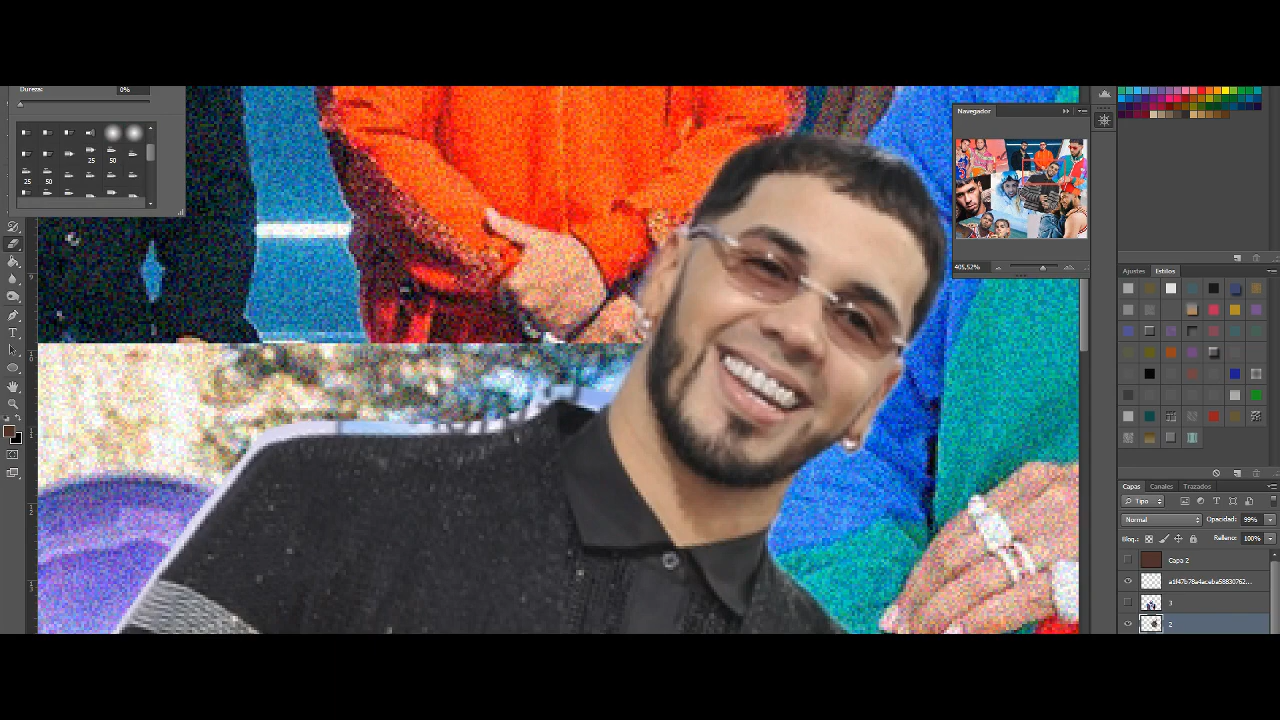 Dureza:
0%
25
50
25
50
9
Navegador
405,52%
Ajustes
Estilos
Capas
Canales
Trazados
Tipo
Normal
Opacidad:
99%
Bloq.:
Relleno:
100%
Capa 2
3
2